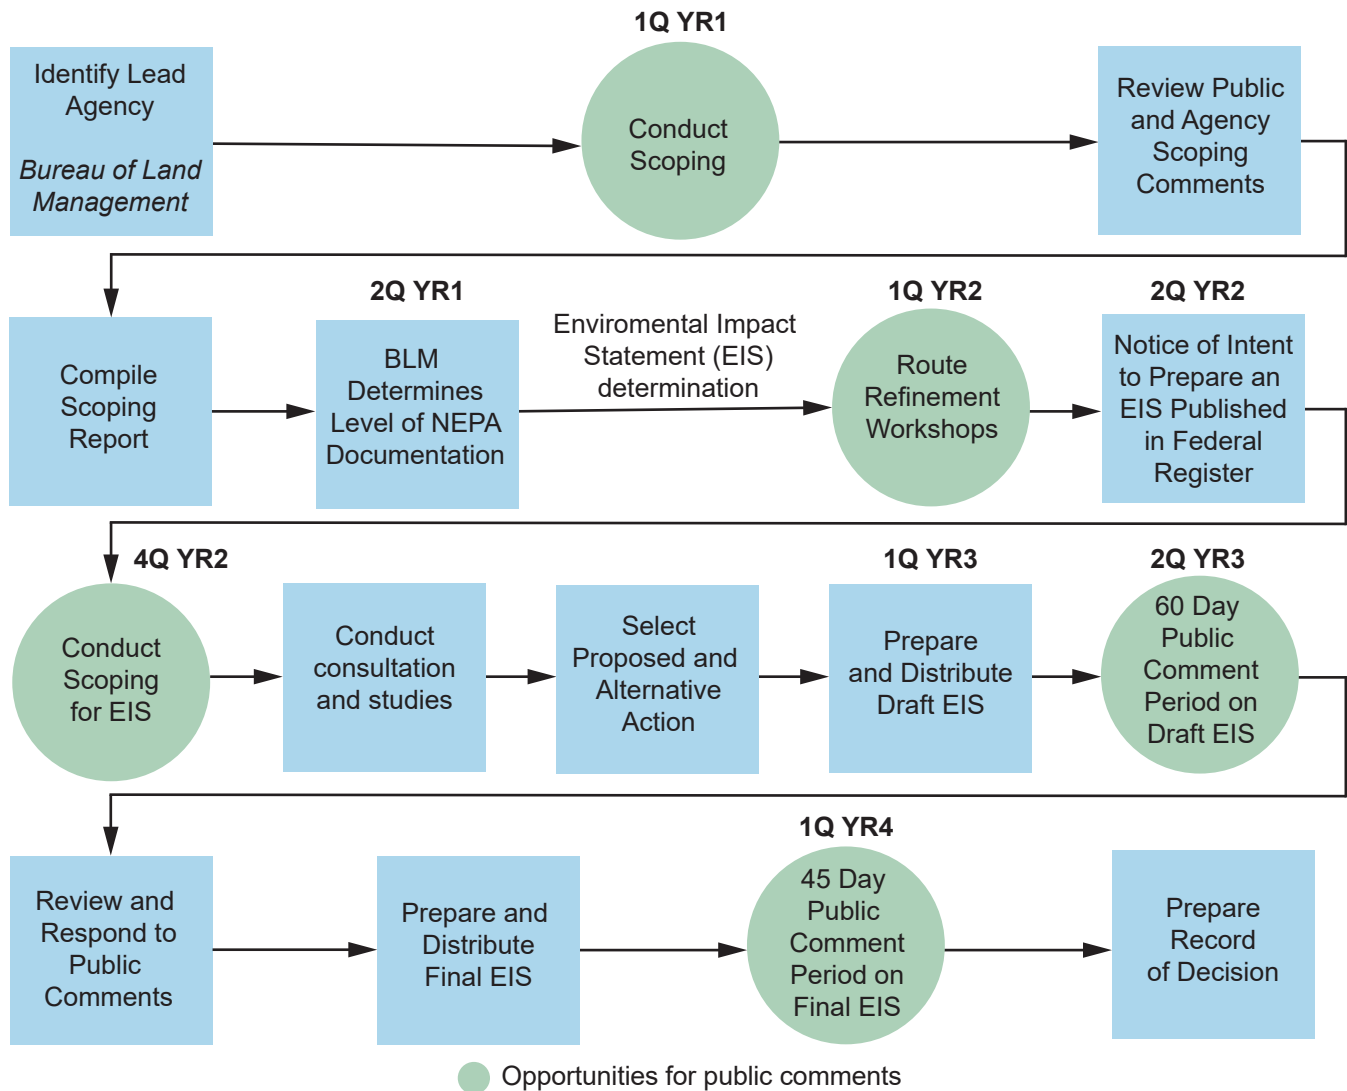 1Q YR1
Identify Lead
Agency
Bureau of Land
Management
Conduct
Scoping
Review Public
and Agency
Scoping
Comments
Compile
Scoping
Report
2Q YR1
BLM
Determines
Level of NEPA
Documentation
Enviromental Impact
Statement (EIS)
determination
1Q YR2
Route
Refinement
Workshops
2Q YR2
Notice of Intent
to Prepare an
EIS Published
in Federal
Register
4Q YR2
Conduct
Scoping
for EIS
Conduct
consultation
and studies
Select
Proposed and
Alternative
Action
1Q YR3
Prepare
and Distribute
Draft EIS
2Q YR3
60 Day
Public
Comment
Period on
Draft EIS
Review and
Respond to
Public
Comments
Prepare and
Distribute
Final EIS
1Q YR4
45 Day
Public
Comment
Period on
Final EIS
Prepare
Record
of Decision
Opportunities for public comments